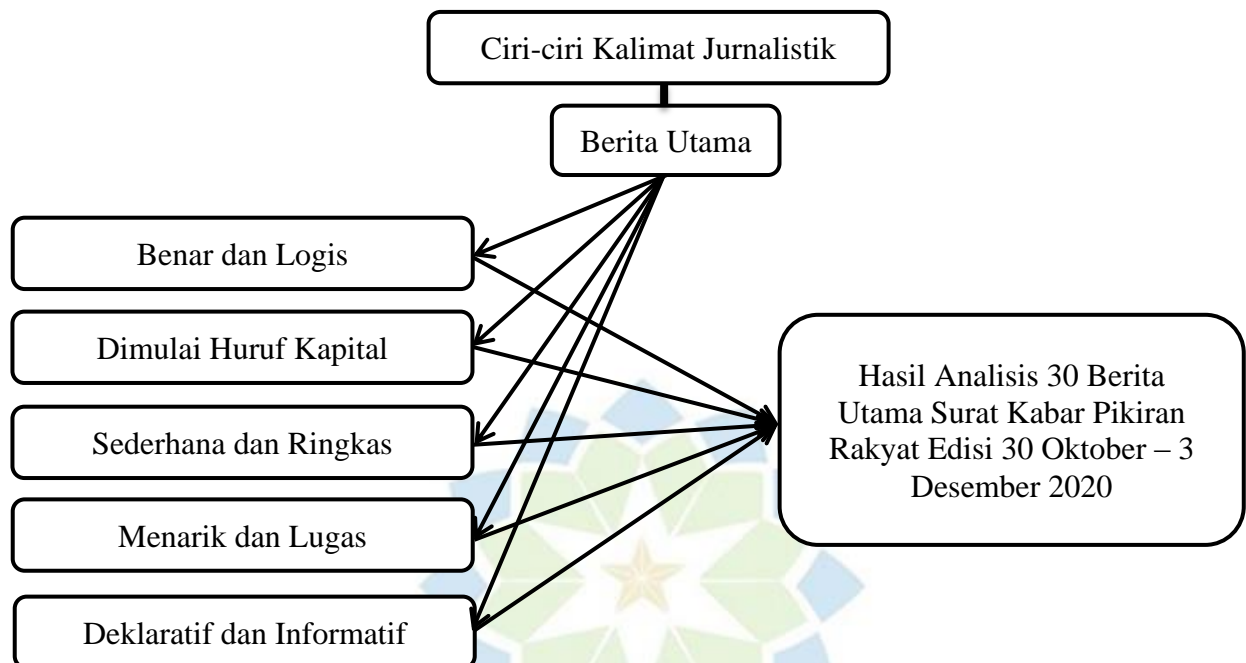 Ciri-ciri Kalimat Jurnalistik
Berita Utama
Benar dan Logis
Dimulai Huruf Kapital
Sederhana dan Ringkas
Menarik dan Lugas
Deklaratif dan Informatif
Hasil Analisis 30 Berita
Utama Surat Kabar Pikiran
Rakyat Edisi 30 Oktober – 3
Desember 2020